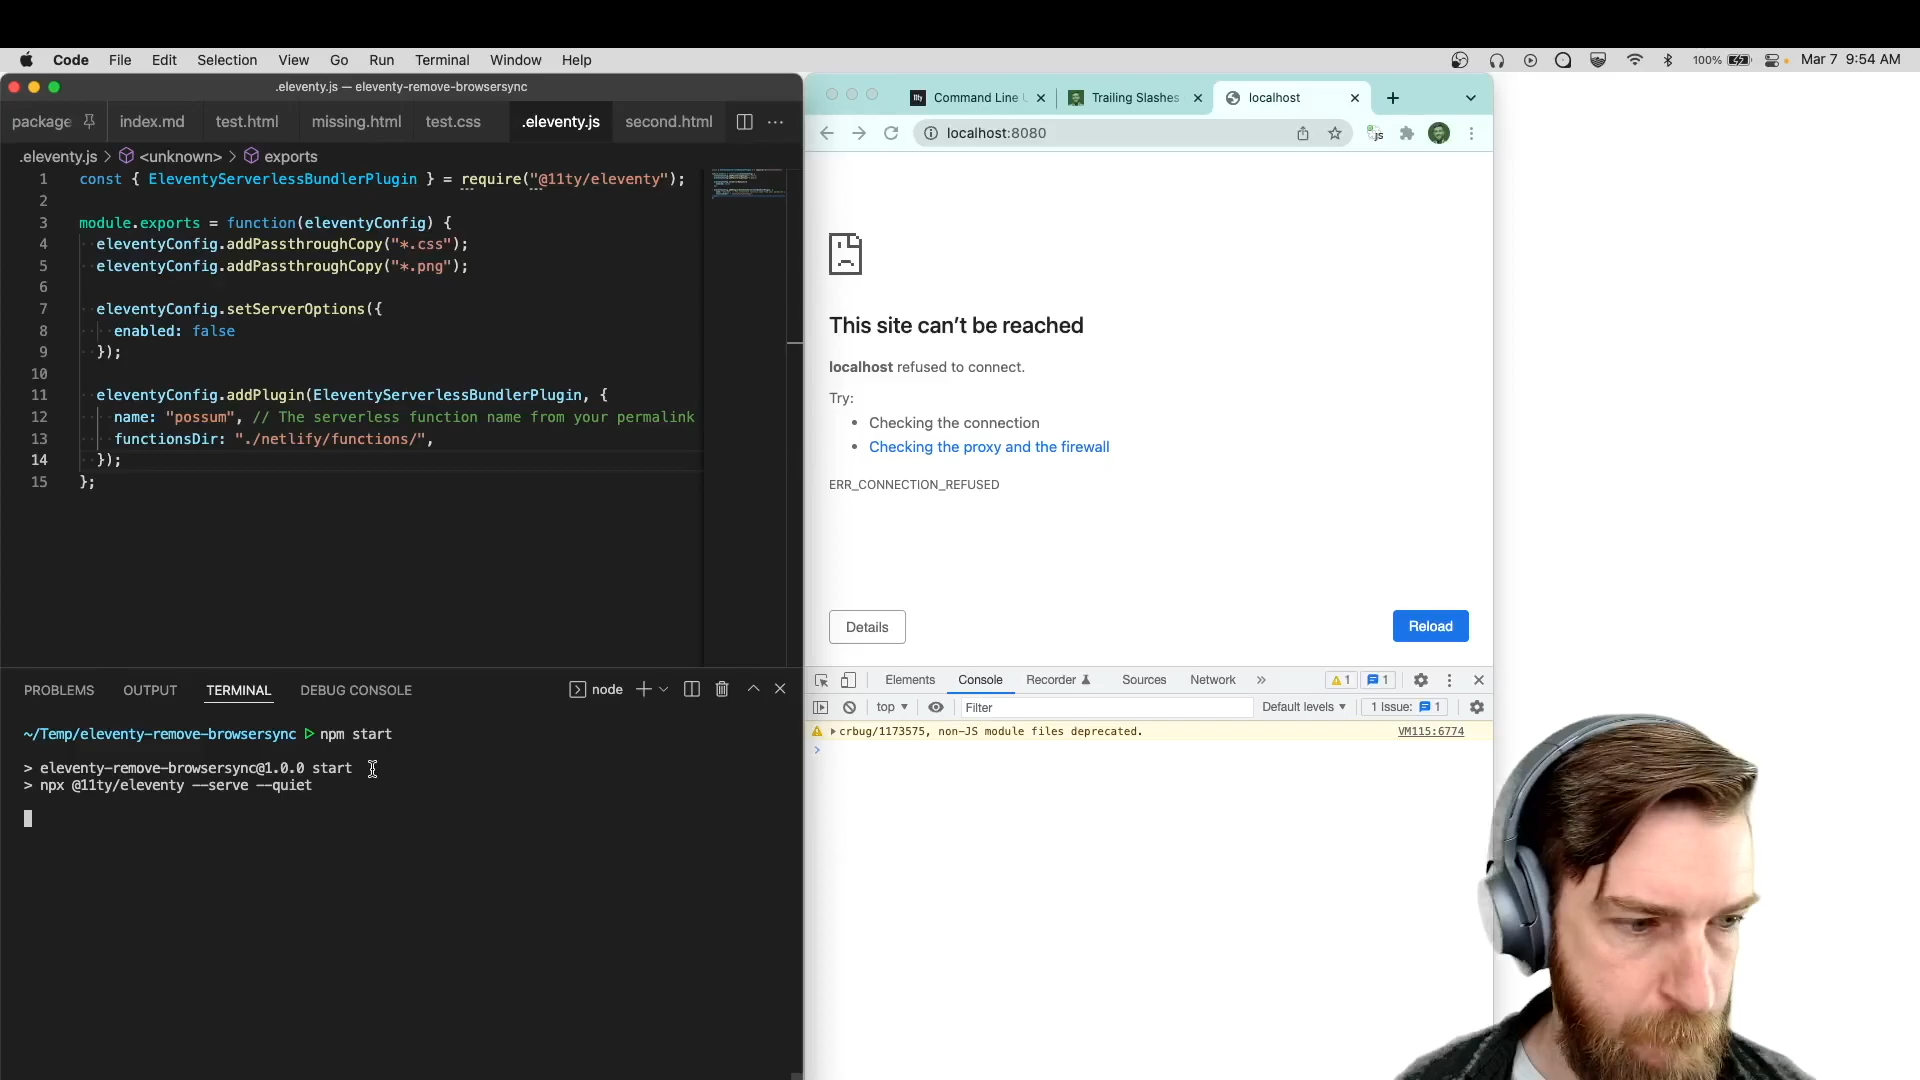 Code File Edit Selection View Go Run Terminal Window Help
100% Mar 7 9:54 AM
.eleventy.js — eleventy-remove-browsersync
package index.md test.html missing.html test.css .eleventy.js second.html
.eleventy.js > <unknown> > exports
1 const { EleventyServerlessBundlerPlugin } = require("@11ty/eleventy");
2
3 module.exports = function(eleventyConfig) {
4 eleventyConfig.addPassthroughCopy("*.css");
5 eleventyConfig.addPassthroughCopy("*.png");
6
7 eleventyConfig.setServerOptions({
8 enabled: false
9 });
10
11 eleventyConfig.addPlugin(EleventyServerlessBundlerPlugin, {
12 name: "possum", // The serverless function name from your permalink
13 functionsDir: "./netlify/functions/",
14 });
15 };
PROBLEMS OUTPUT TERMINAL DEBUG CONSOLE
node
~/Temp/eleventy-remove-browsersync ▷ npm start
> eleventy-remove-browsersync@1.0.0 start
> npx @11ty/eleventy --serve --quiet
11ty Command Line U Trailing Slashes localhost
localhost:8080
js
This site can’t be reached
localhost refused to connect.
Try:
• Checking the connection
• Checking the proxy and the firewall
ERR_CONNECTION_REFUSED
Details
Reload
Elements Console Recorder Sources Network » 1 1
top Filter Default levels 1 Issue: 1
crbug/1173575, non-JS module files deprecated. VM115:6774
>